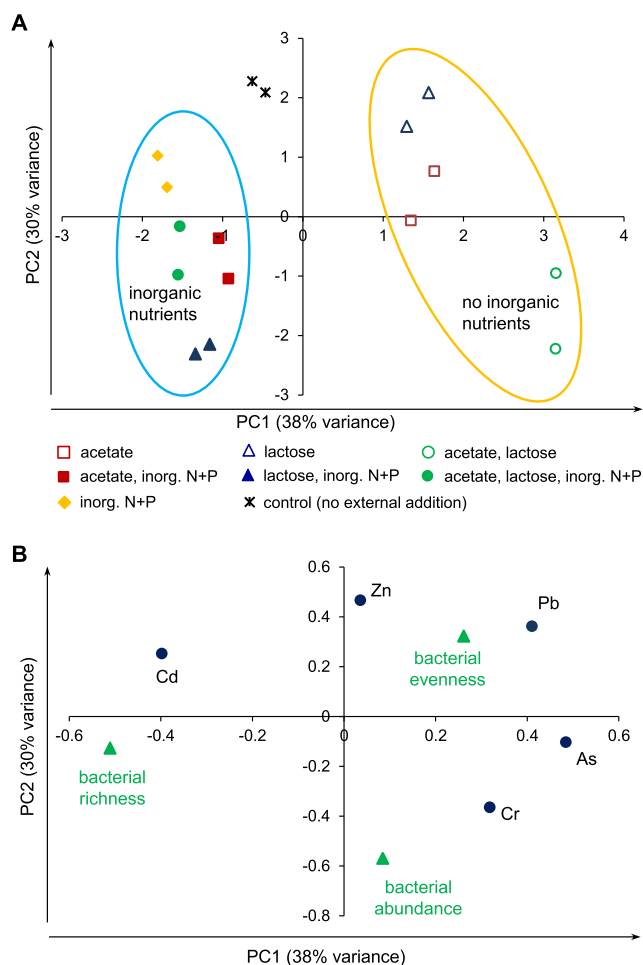 A
3
2
1
0
-3
-2
-1
0
1
2
3
4
-1
-2
-3
inorganic
nutrients
no inorganic
nutrients
PC2 (30% variance)
PC1 (38% variance)
acetate
lactose
acetate, lactose
acetate, inorg. N+P
lactose, inorg. N+P
acetate, lactose, inorg. N+P
inorg. N+P
control (no external addition)
B
0.6
Zn
Pb
0.4
bacterial
evenness
0.2
Cd
0
-0.6
-0.4
-0.2
0
0.2
0.4
0.6
bacterial
richness
As
-0.2
-0.4
Cr
-0.6
bacterial
abundance
-0.8
PC2 (30% variance)
PC1 (38% variance)